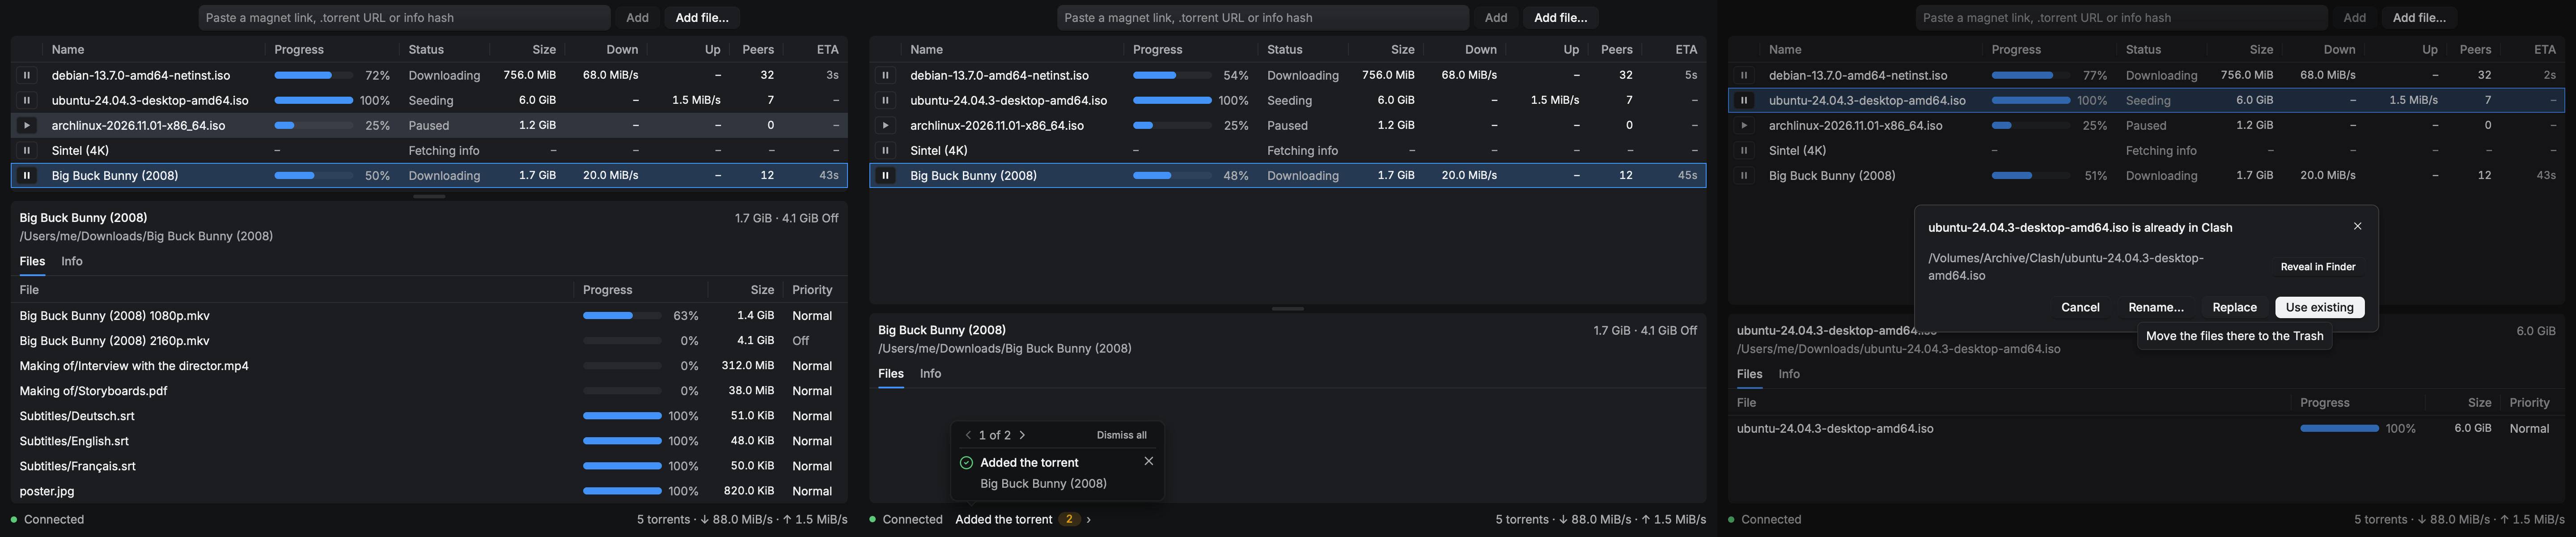 Paste a magnet link, .torrent URL or info hash Add Add file...
Name Progress Status Size Down Up Peers ETA
debian-13.7.0-amd64-netinst.iso 72% Downloading 756.0 MiB 68.0 MiB/s – 32 3s
ubuntu-24.04.3-desktop-amd64.iso 100% Seeding 6.0 GiB – 1.5 MiB/s 7 –
archlinux-2026.11.01-x86_64.iso 25% Paused 1.2 GiB – – 0 –
Sintel (4K) – Fetching info – – – – –
Big Buck Bunny (2008) 50% Downloading 1.7 GiB 20.0 MiB/s – 12 43s
Big Buck Bunny (2008) 1.7 GiB · 4.1 GiB Off
/Users/me/Downloads/Big Buck Bunny (2008)
Files Info
File Progress Size Priority
Big Buck Bunny (2008) 1080p.mkv 63% 1.4 GiB Normal
Big Buck Bunny (2008) 2160p.mkv 0% 4.1 GiB Off
Making of/Interview with the director.mp4 0% 312.0 MiB Normal
Making of/Storyboards.pdf 0% 38.0 MiB Normal
Subtitles/Deutsch.srt 100% 51.0 KiB Normal
Subtitles/English.srt 100% 48.0 KiB Normal
Subtitles/Français.srt 100% 50.0 KiB Normal
poster.jpg 100% 820.0 KiB Normal
Connected 5 torrents · ↓ 88.0 MiB/s · ↑ 1.5 MiB/s
Paste a magnet link, .torrent URL or info hash Add Add file...
Name Progress Status Size Down Up Peers ETA
debian-13.7.0-amd64-netinst.iso 54% Downloading 756.0 MiB 68.0 MiB/s – 32 5s
ubuntu-24.04.3-desktop-amd64.iso 100% Seeding 6.0 GiB – 1.5 MiB/s 7 –
archlinux-2026.11.01-x86_64.iso 25% Paused 1.2 GiB – – 0 –
Sintel (4K) – Fetching info – – – – –
Big Buck Bunny (2008) 48% Downloading 1.7 GiB 20.0 MiB/s – 12 45s
Big Buck Bunny (2008) 1.7 GiB · 4.1 GiB Off
/Users/me/Downloads/Big Buck Bunny (2008)
Files Info
1 of 2 Dismiss all
Added the torrent
Big Buck Bunny (2008)
Connected Added the torrent 2 › 5 torrents · ↓ 88.0 MiB/s · ↑ 1.5 MiB/s
Paste a magnet link, .torrent URL or info hash Add Add file...
Name Progress Status Size Down Up Peers ETA
debian-13.7.0-amd64-netinst.iso 77% Downloading 756.0 MiB 68.0 MiB/s – 32 2s
ubuntu-24.04.3-desktop-amd64.iso 100% Seeding 6.0 GiB – 1.5 MiB/s 7 –
archlinux-2026.11.01-x86_64.iso 25% Paused 1.2 GiB – – 0 –
Sintel (4K) – Fetching info – – – – –
Big Buck Bunny (2008) 51% Downloading 1.7 GiB 20.0 MiB/s – 12 43s
ubuntu-24.04.3-desktop-amd64.iso is already in Clash
/Volumes/Archive/Clash/ubuntu-24.04.3-desktop-
amd64.iso
Reveal in Finder
Cancel Rename... Replace Use existing
Move the files there to the Trash
ubuntu-24.04.3-desktop-amd64.iso 6.0 GiB
/Users/me/Downloads/ubuntu-24.04.3-desktop-amd64.iso
Files Info
File Progress Size Priority
ubuntu-24.04.3-desktop-amd64.iso 100% 6.0 GiB Normal
Connected 5 torrents · ↓ 88.0 MiB/s · ↑ 1.5 MiB/s